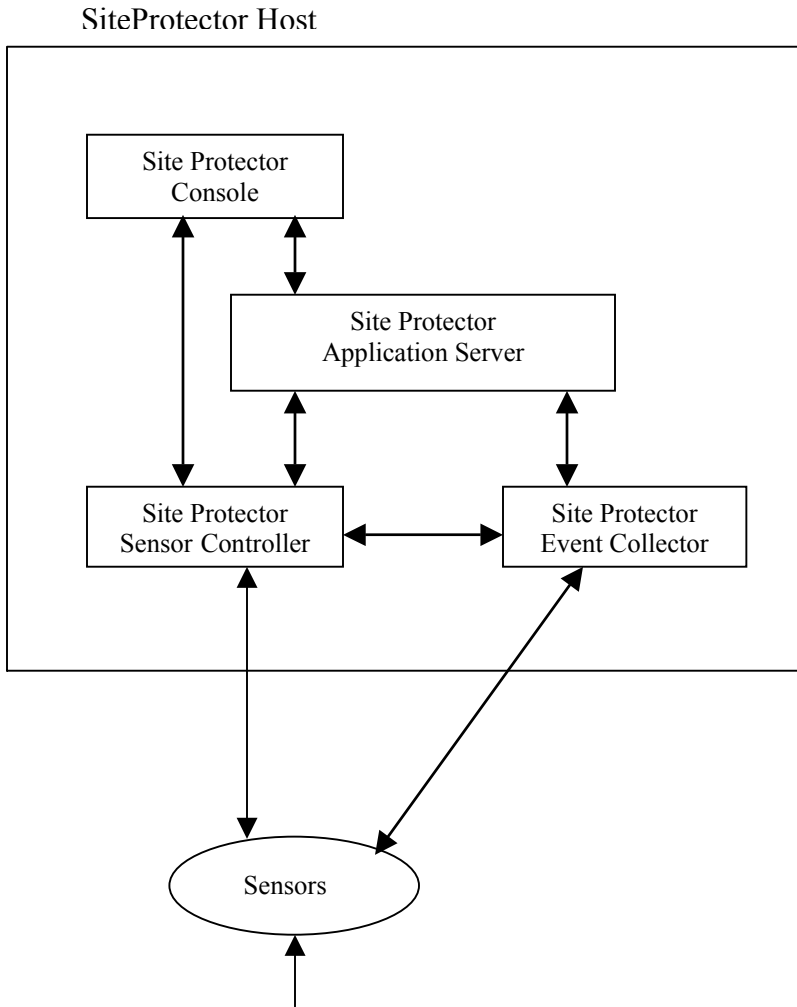 SiteProtector Host
Site Protector
Console
Site Protector
Application Server
Site Protector
Sensor Controller
Site Protector
Event Collector
Sensors